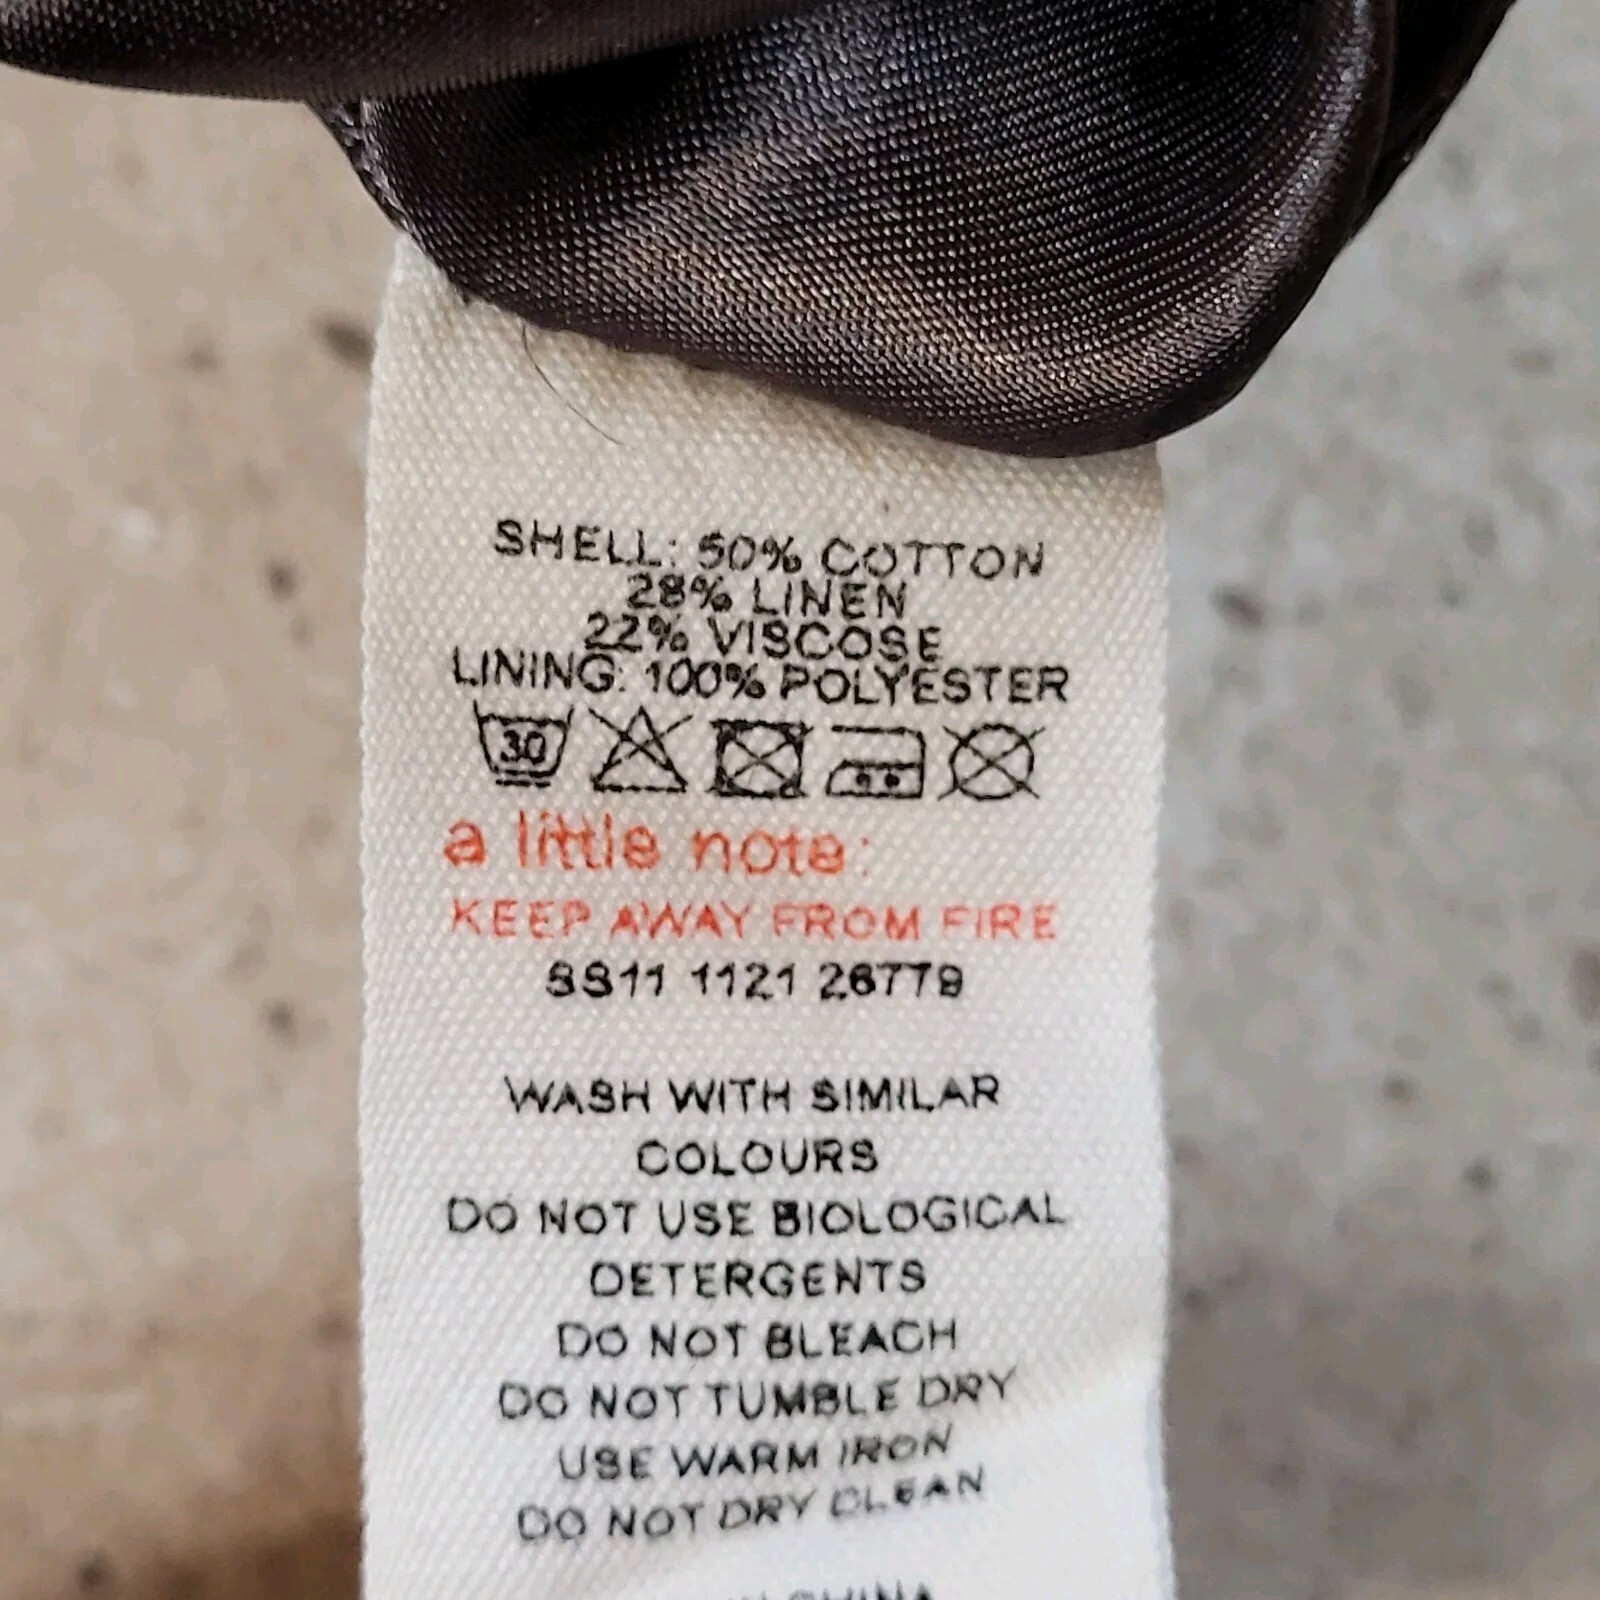 SHELL: 50% COTTON
28% LINEN
22% VISCOSE
LINING: 100% POLYESTER
30
a little note:
KEEP AWAY FROM FIRE
SS11 1121 26779
WASH WITH SIMILAR
COLOURS
DO NOT USE BIOLOGICAL
DETERGENTS
DO NOT BLEACH
DO NOT TUMBLE DRY
USE WARM IRON
DO NOT DRY CLEAN
CHINA